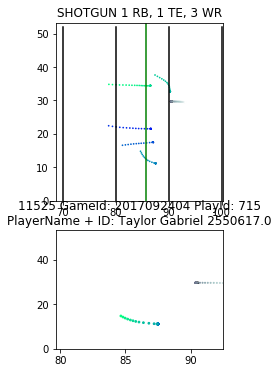 SHOTGUN 1 RB, 1 TE, 3 WR
50
40
30
20
10
0
70 80 90 100
11525 GameId: 2017092404 PlayId: 715
PlayerName + ID: Taylor Gabriel 2550617.0
40
20
0
80 85 90